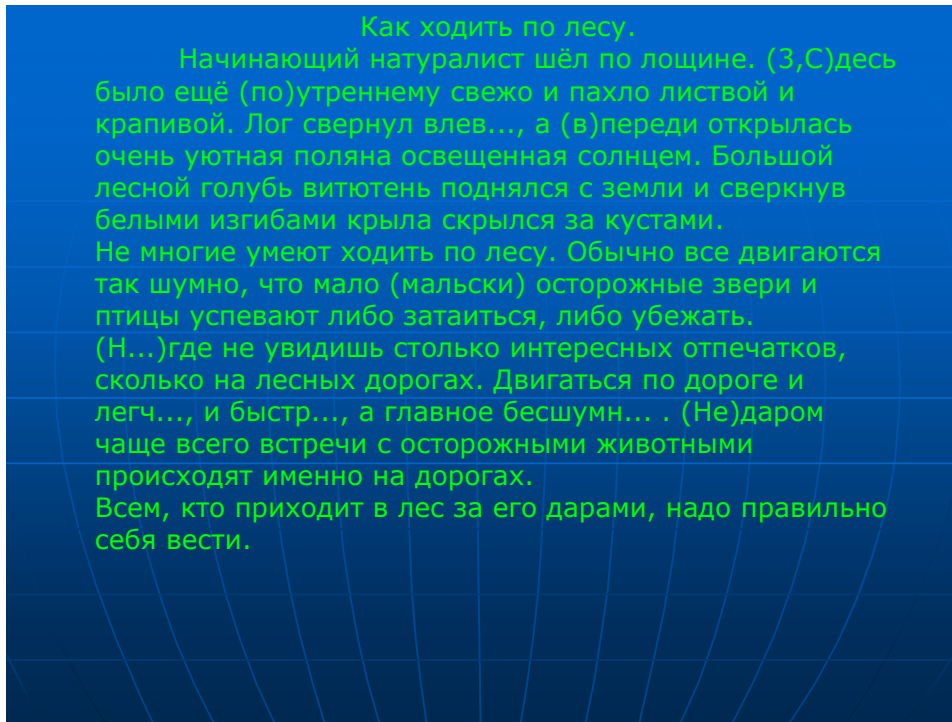 Как ходить по лесу.
Начинающий натуралист шёл по лощине. (З,С)десь
было ещё (по)утреннему свежо и пахло листвой и
крапивой. Лог свернул влев..., а (в)переди открылась
очень уютная поляна освещенная солнцем. Большой
лесной голубь витютень поднялся с земли и сверкнув
белыми изгибами крыла скрылся за кустами.
Не многие умеют ходить по лесу. Обычно все двигаются
так шумно, что мало (мальски) осторожные звери и
птицы успевают либо затаиться, либо убежать.
(Н...)где не увидишь столько интересных отпечатков,
сколько на лесных дорогах. Двигаться по дороге и
легч..., и быстр..., а главное бесшумн... . (Не)даром
чаще всего встречи с осторожными животными
происходят именно на дорогах.
Всем, кто приходит в лес за его дарами, надо правильно
себя вести.